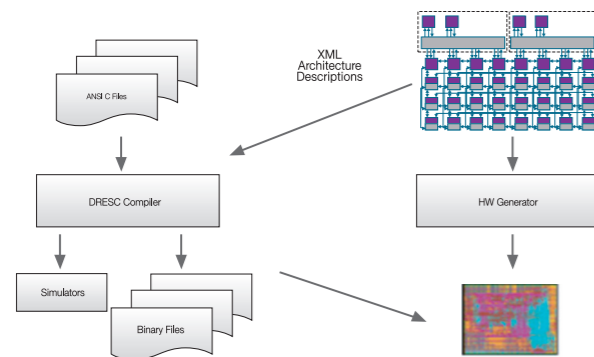 XML
Architecture
Descriptions
ANSI C Files
DRESC Compiler
HW Generator
Simulators
Binary Files